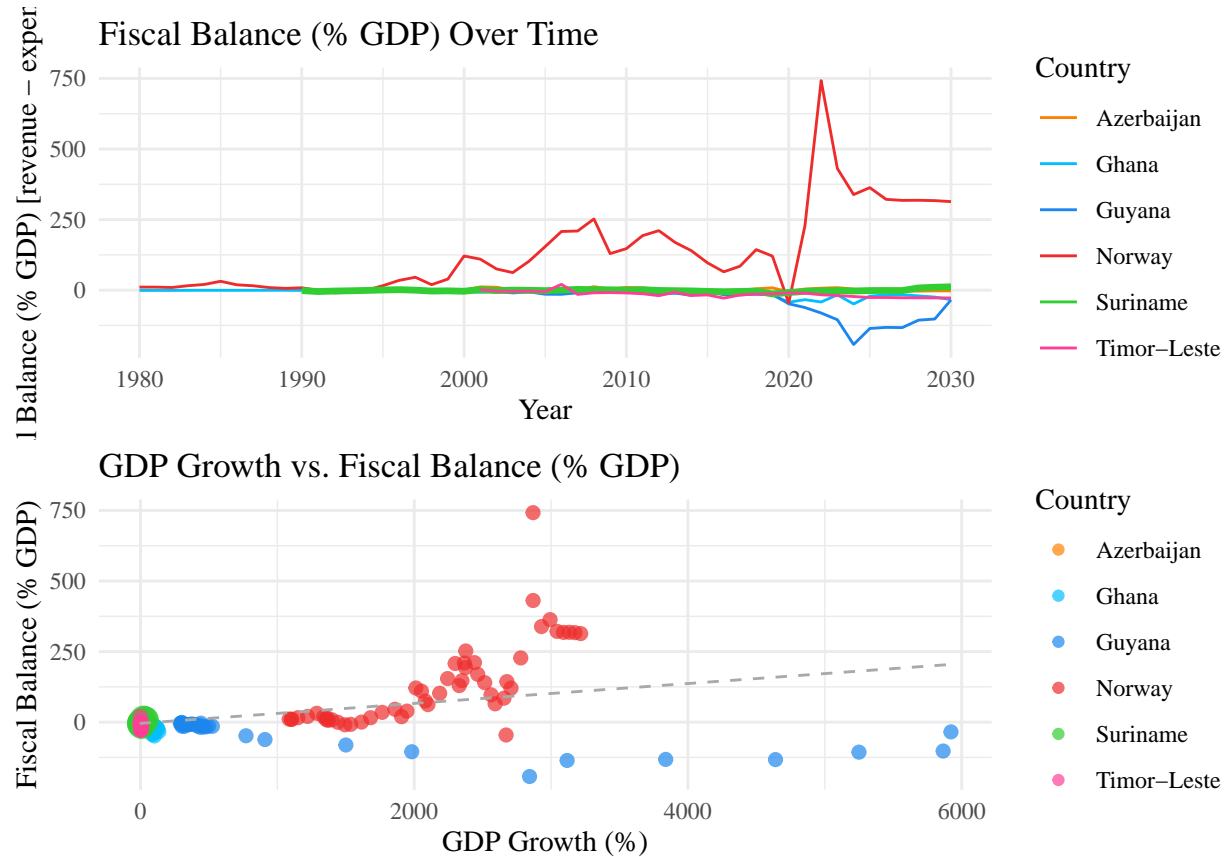 Fiscal Balance (% GDP) Over Time
Balance (% GDP) [revenue − exper
750
500
250
0
1980
1990
2000
2010
2020
2030
Year
Country
Azerbaijan
Ghana
Guyana
Norway
Suriname
Timor−Leste
GDP Growth vs. Fiscal Balance (% GDP)
Fiscal Balance (% GDP)
750
500
250
0
0
2000
4000
6000
GDP Growth (%)
Country
Azerbaijan
Ghana
Guyana
Norway
Suriname
Timor−Leste